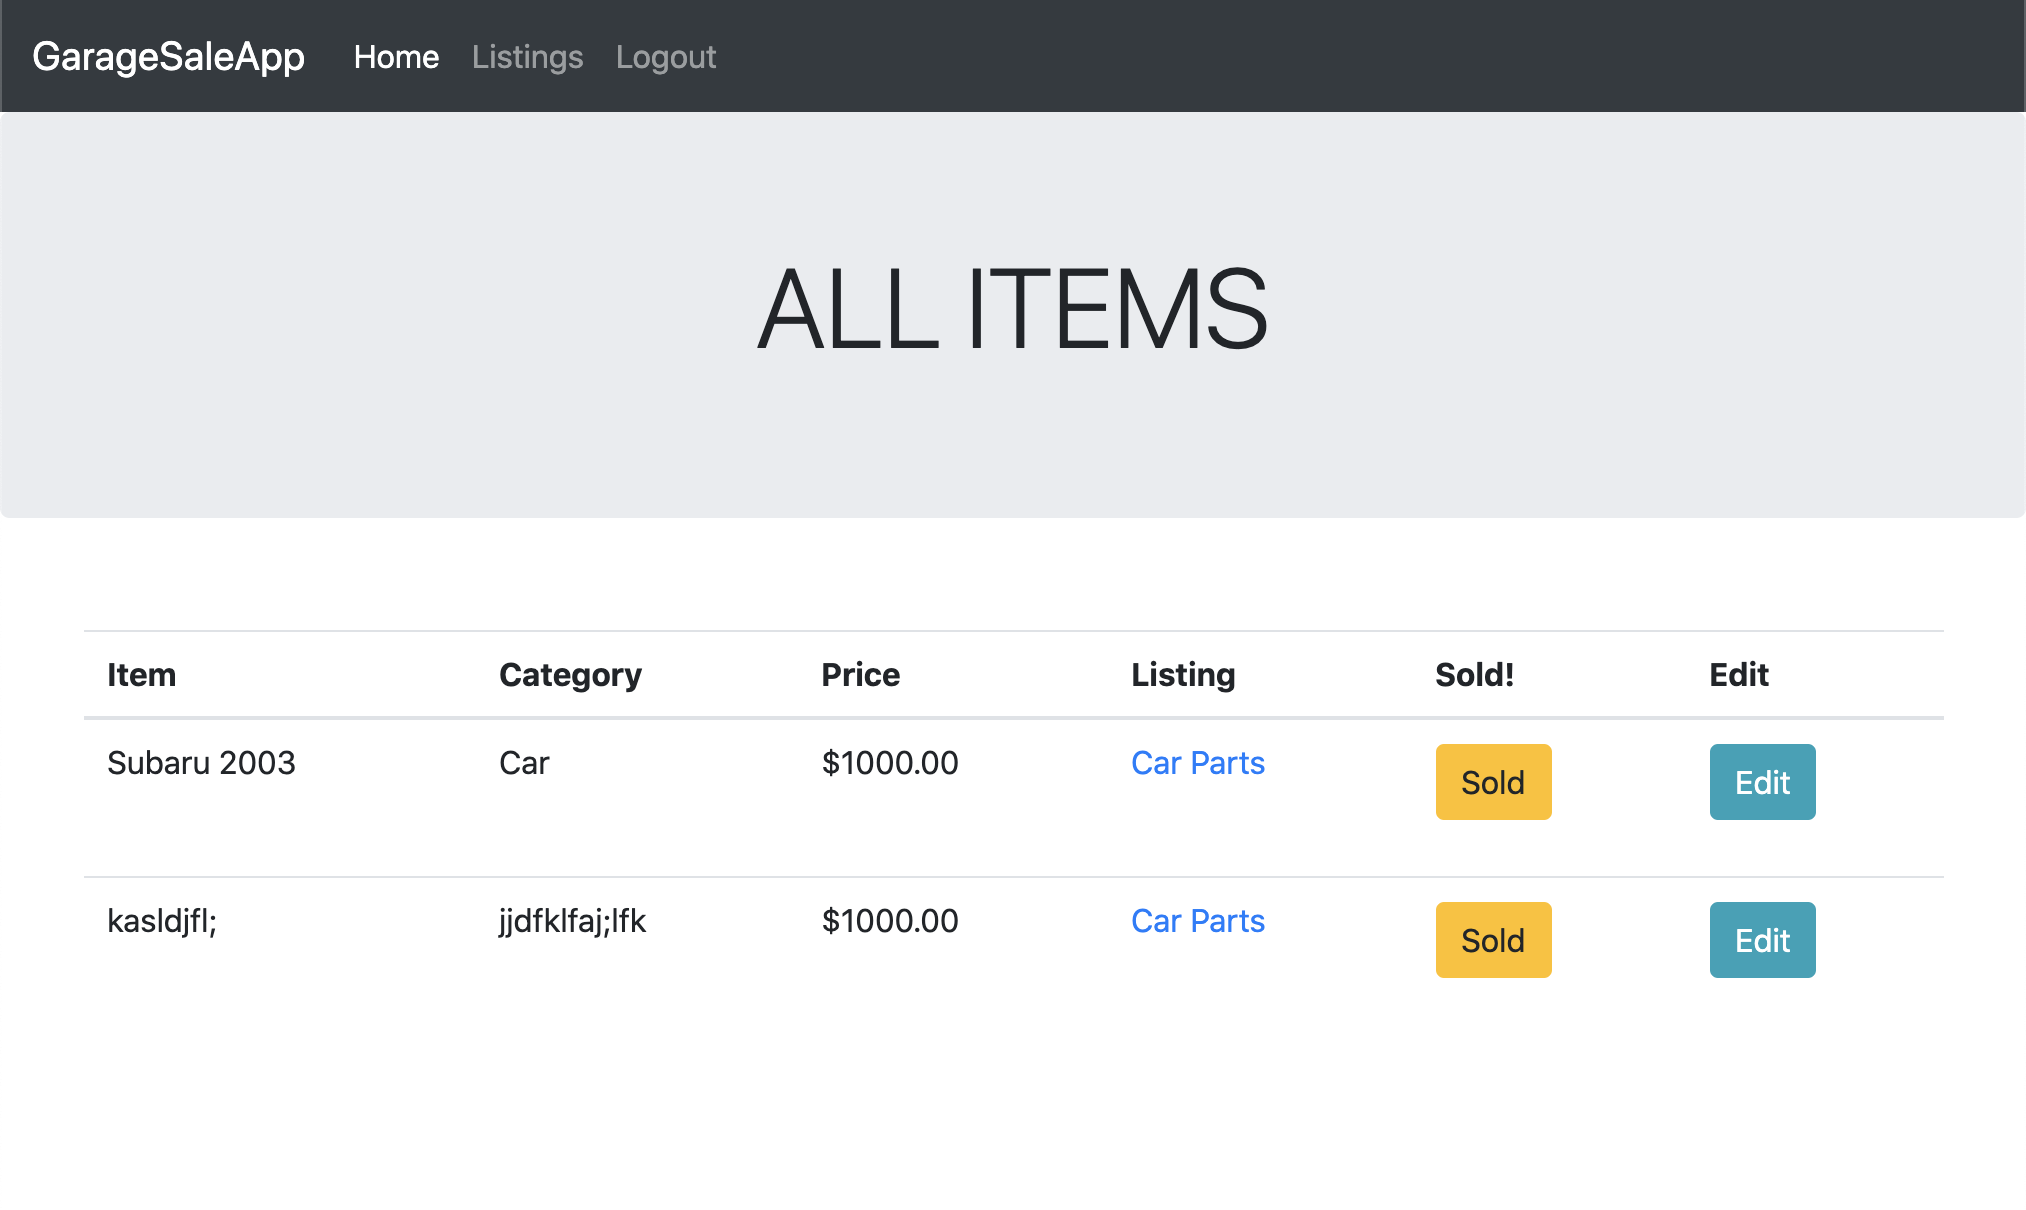 GarageSaleApp Home Listings Logout
ALL ITEMS
Item Category Price Listing Sold! Edit
Subaru 2003 Car $1000.00 Car Parts Sold Edit
kasldjfl; jjdfklfaj;lfk $1000.00 Car Parts Sold Edit